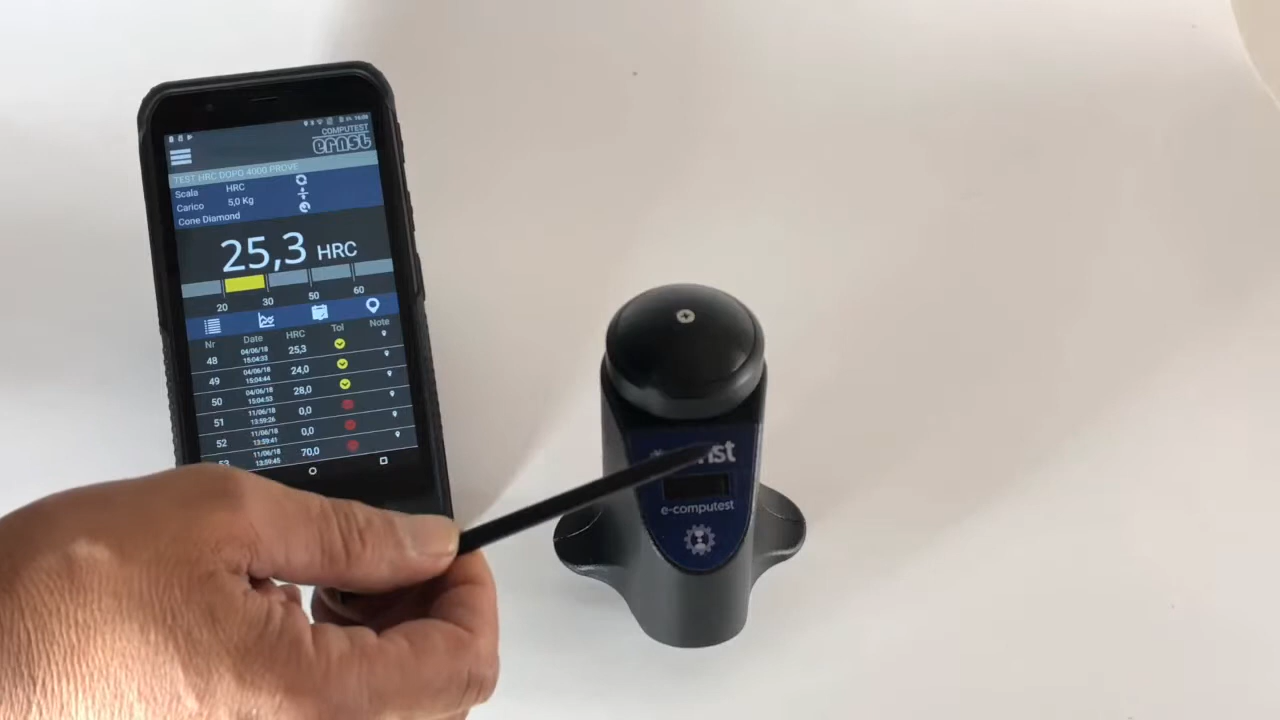 COMPUTEST
ernst
TEST HRC DOPO 4000 PROVE
Scala HRC
Carico 5,0 Kg
Cone Diamond
25,3 HRC
20 30 50 60
Nr Date HRC Tol Note
48 04/06/18 15:04:33 25,3
49 04/06/18 15:04:44 24,0
50 04/06/18 15:04:53 28,0
51 11/06/18 13:59:26 0,0
52 11/06/18 13:59:41 0,0
53 11/06/18 13:59:45 70,0
nst
e-computest